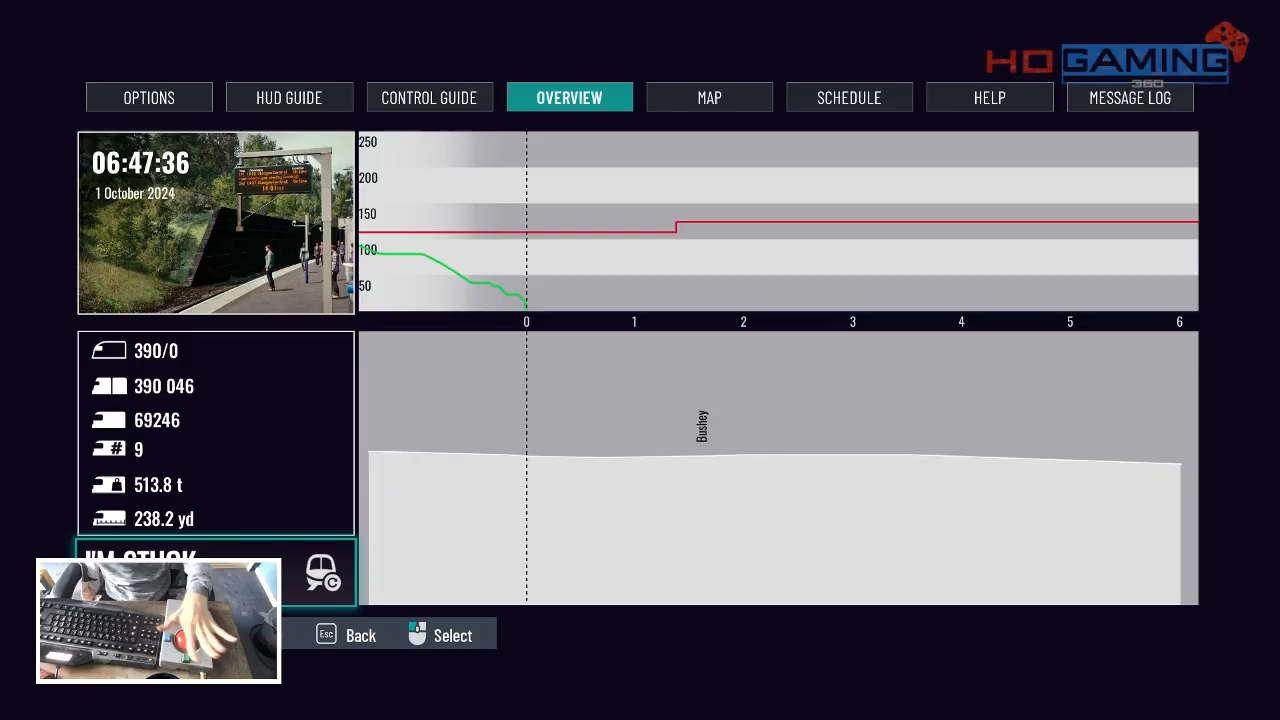 HD GAMING
360
OPTIONS
HUD GUIDE
CONTROL GUIDE
OVERVIEW
MAP
SCHEDULE
HELP
MESSAGE LOG
06:47:36
1 October 2024
250
200
150
100
50
0 1 2 3 4 5 6
390/0
390 046
69246
# 9
513.8 t
238.2 yd
Bushey
I'M STUCK
Esc Back
Select